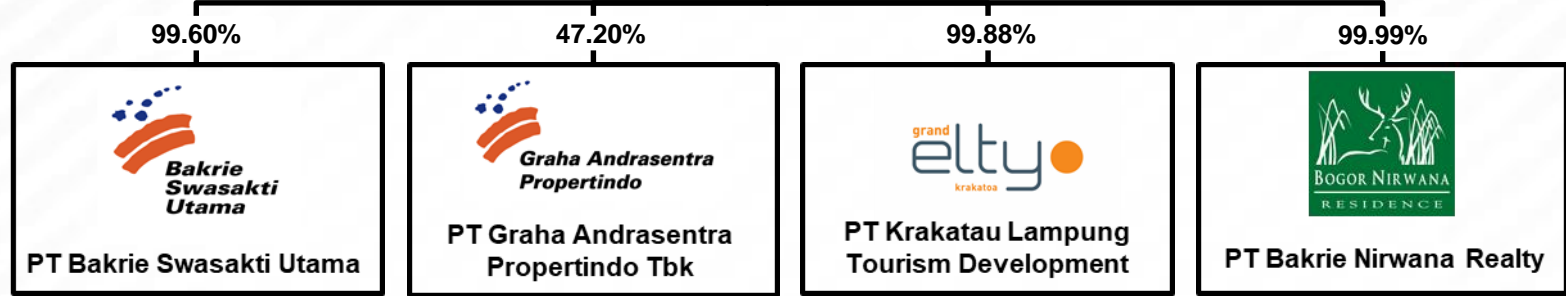 99.60%
47.20%
99.88%
99.99%
Bakrie
Swasakti
Utama
PT Bakrie Swasakti Utama
Graha Andrasentra
Propertindo
PT Graha Andrasentra
Propertindo Tbk
grand
elty
krakatoa
PT Krakatau Lampung
Tourism Development
BOGOR NIRWANA
RESIDENCE
PT Bakrie Nirwana Realty